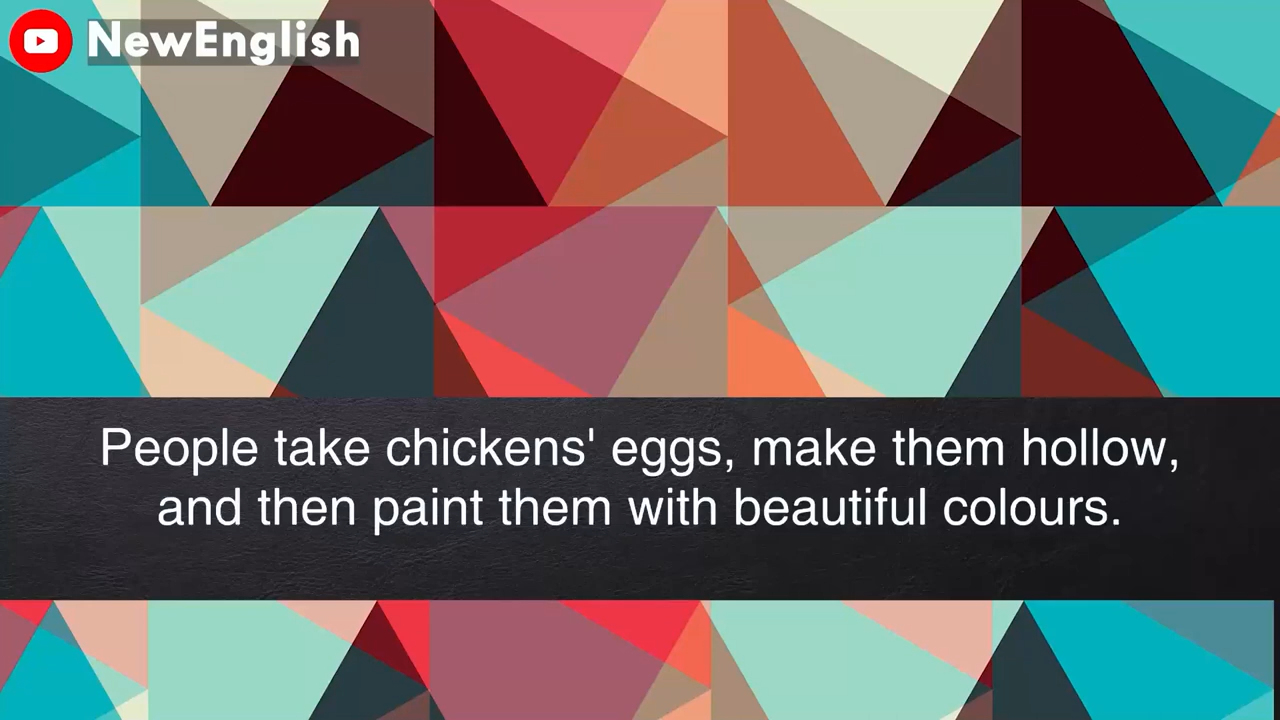 NewEnglish
People take chickens' eggs, make them hollow,
and then paint them with beautiful colours.